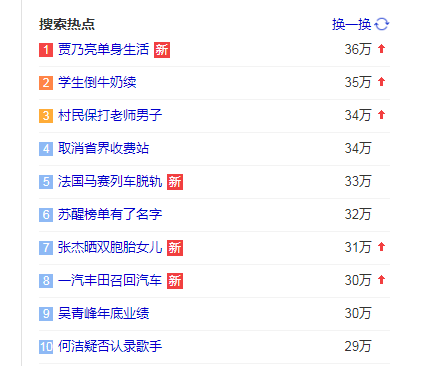 搜索热点 换一换
1 贾乃亮单身生活 新 36万
2 学生倒牛奶续 35万
3 村民保打老师男子 34万
4 取消省界收费站 34万
5 法国马赛列车脱轨 新 33万
6 苏醒榜单有了名字 32万
7 张杰晒双胞胎女儿 新 31万
8 一汽丰田召回汽车 新 30万
9 吴青峰年底业绩 30万
10 何洁疑否认录歌手 29万